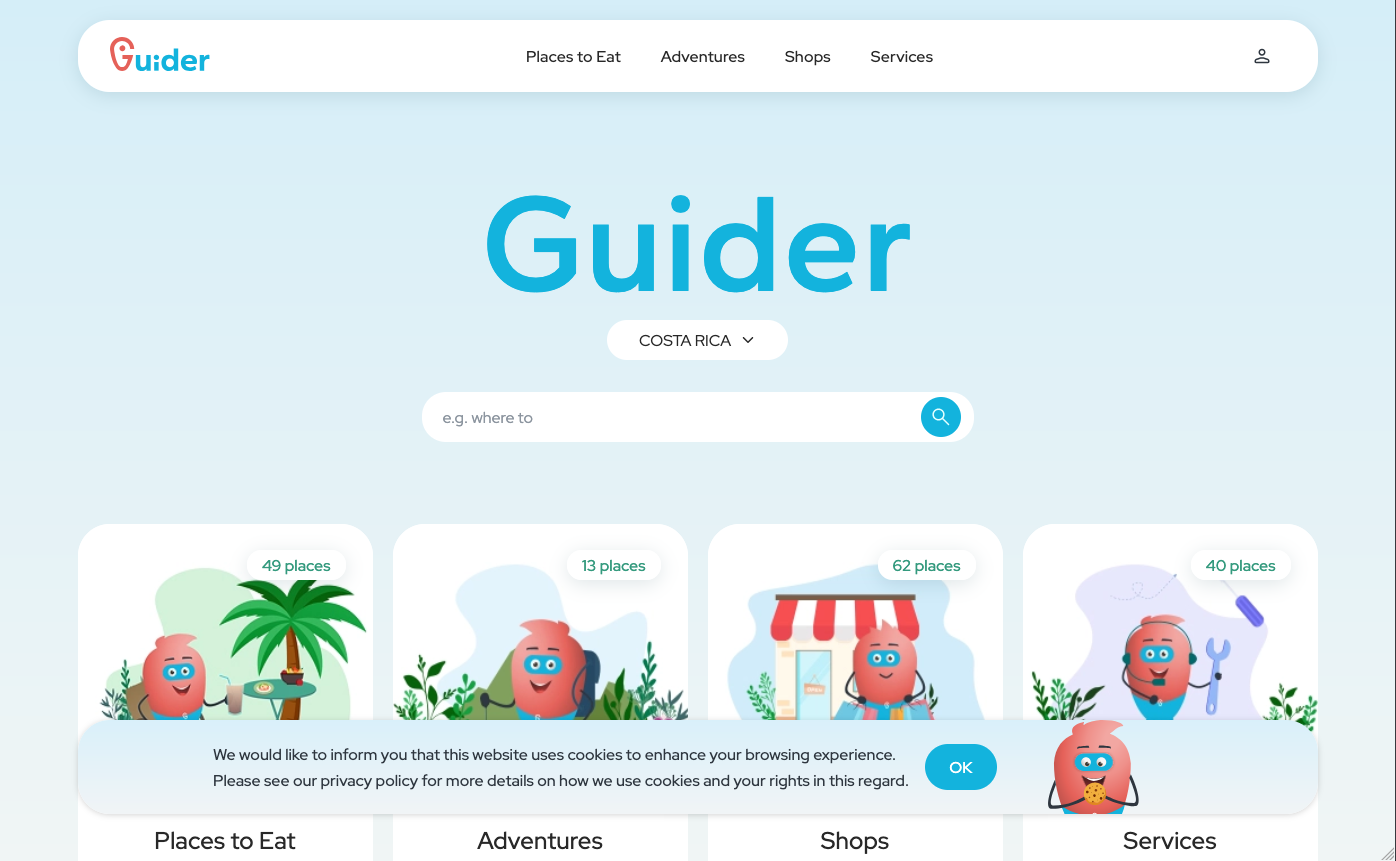 Guider
Places to Eat
Adventures
Shops
Services
Guider
COSTA RICA
e.g. where to
49 places
13 places
62 places
40 places
We would like to inform you that this website uses cookies to enhance your browsing experience.
Please see our privacy policy for more details on how we use cookies and your rights in this regard.
OK
Places to Eat
Adventures
Shops
Services